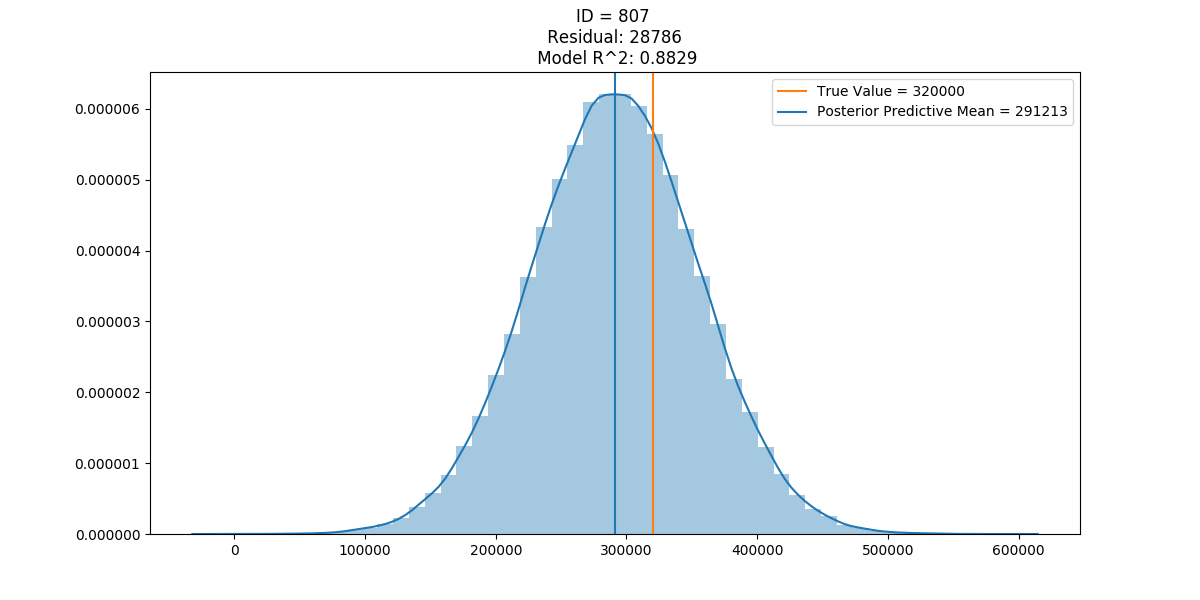 ID = 807
Residual: 28786
Model R^2: 0.8829
True Value = 320000
Posterior Predictive Mean = 291213
0.000006
0.000005
0.000004
0.000003
0.000002
0.000001
0.000000
0 100000 200000 300000 400000 500000 600000